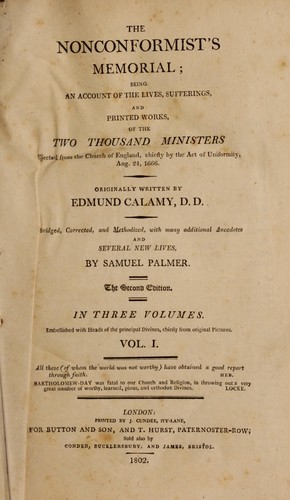 THE
NONCONFORMIST'S
MEMORIAL;
BEING
AN ACCOUNT OF THE LIVES, SUFFERINGS,
AND
PRINTED WORKS,
OF THE
TWO THOUSAND MINISTERS
Ejected from the Church of England, chiefly by the Act of Uniformity,
Aug. 24, 1666.
ORIGINALLY WRITTEN BY
EDMUND CALAMY, D.D.
Abridged, Corrected, and Methodized, with many additional Anecdotes
AND
SEVERAL NEW LIVES,
BY SAMUEL PALMER.
The Second Edition.
IN THREE VOLUMES.
Embellished with Heads of the principal Divines, chiefly from original Pictures.
VOL. I.
All these (of whom the world was not worthy) have obtained a good report
through faith. HEB.
BARTHOLOMEW-DAY was fatal to our Church and Religion, in throwing out a very
great number of worthy, learned, pious, and orthodox Divines. LOCKE.
LONDON:
PRINTED BY J. CUNDEE, IVY-LANE,
FOR BUTTON AND SON, AND T. HURST, PATERNOSTER-ROW;
Sold also by
CONDER, BUCKLERSBURY, AND JAMES, BRISTOL.
1802.